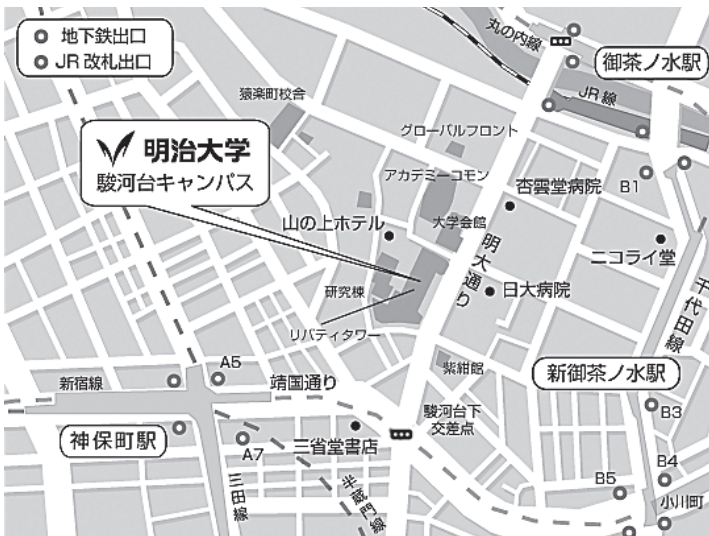 地下鉄出口
JR改札出口
丸の内線
御茶ノ水駅
JR線
猿楽町校舎
グローバルフロント
明治大学
駿河台キャンパス
アカデミーコモン
杏雲堂病院
B1
大学会館
山の上ホテル
明大通り
ニコライ堂
研究棟
日大病院
千代田線
リバティタワー
紫紺館
新御茶ノ水駅
A5
新宿線
靖国通り
駿河台下
交差点
B3
神保町駅
A7
三省堂書店
B4
B5
三田線
半蔵門線
小川町